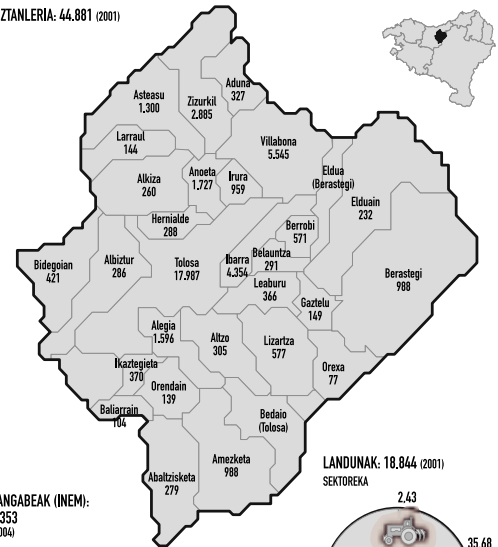 ZTANLERIA: 44.881 (2001)
Aduna
327
Asteasu
1.300
Zizurkil
2.885
Larraul
144
Villabona
5.545
Alkiza
260
Anoeta
1.727
Irura
959
Eldua
(Berastegi)
Elduain
232
Hernialde
288
Berrobi
571
Bidegoian
421
Albiztur
286
Tolosa
17.987
Ibarra
4.354
Belauntza
291
Leaburu
366
Berastegi
988
Gaztelu
149
Alegia
1.596
Altzo
305
Lizartza
577
Orexa
77
Ikaztegieta
370
Orendain
139
Baliarrain
104
Bedaio
(Tolosa)
Amezketa
988
Abaltzisketa
279
ANGABEAK (INEM):
353
004)
LANDUNAK: 18,844 (2001)
SEKTOREKA
2,43
35,68